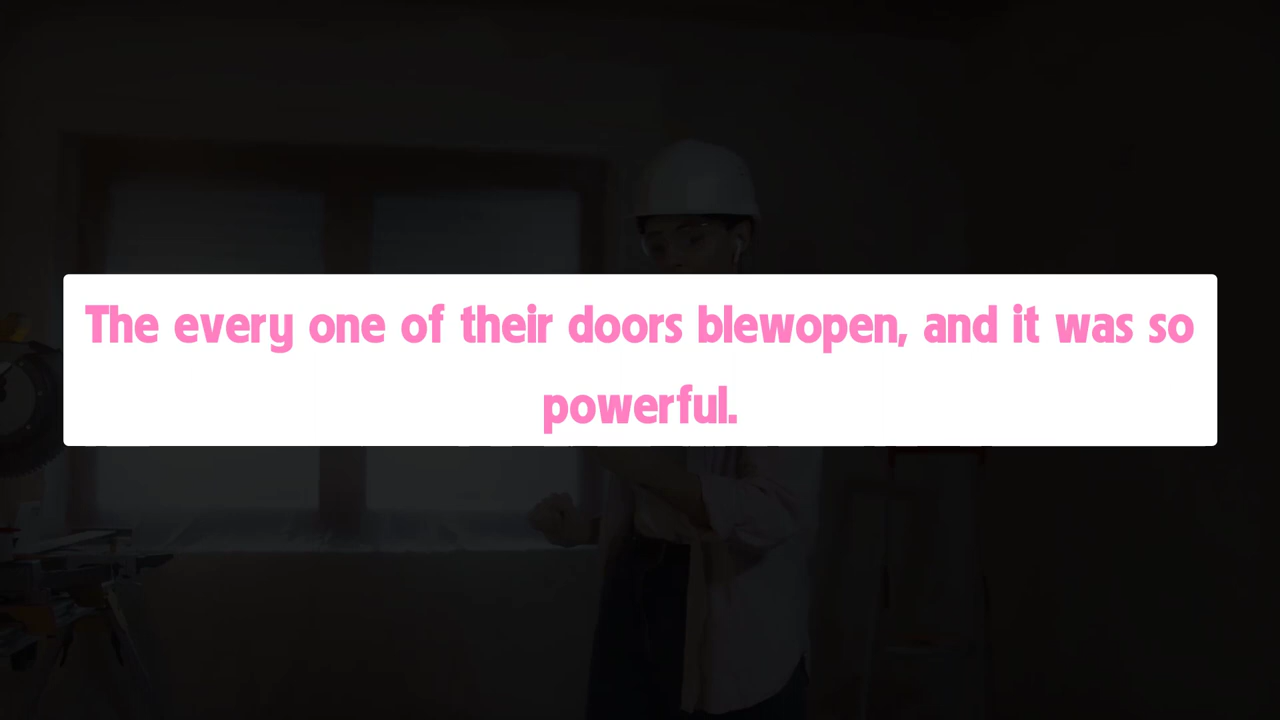 The every one of their doors blewopen, and it was so
powerful.